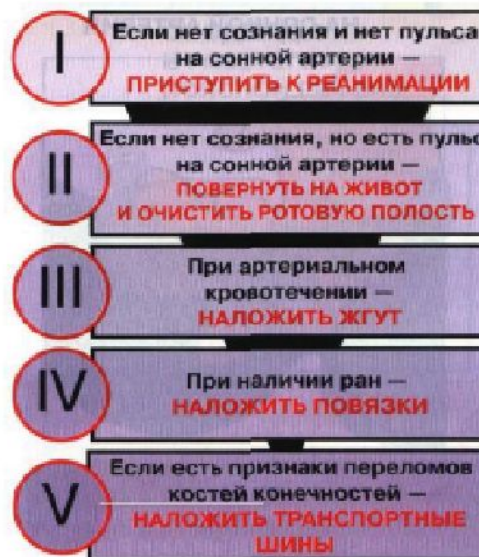 I
Если нет сознания и нет пульса
на сонной артерии —
ПРИСТУПИТЬ К РЕАНИМАЦИИ
II
Если нет сознания, но есть пульс
на сонной артерии —
ПОВЕРНУТЬ НА ЖИВОТ
И ОЧИСТИТЬ РОТОВУЮ ПОЛОСТЬ
III
При артериальном
кровотечении —
НАЛОЖИТЬ ЖГУТ
IV
При наличии ран —
НАЛОЖИТЬ ПОВЯЗКИ
V
Если есть признаки переломов
костей конечностей —
НАЛОЖИТЬ ТРАНСПОРТНЫЕ
ШИНЫ